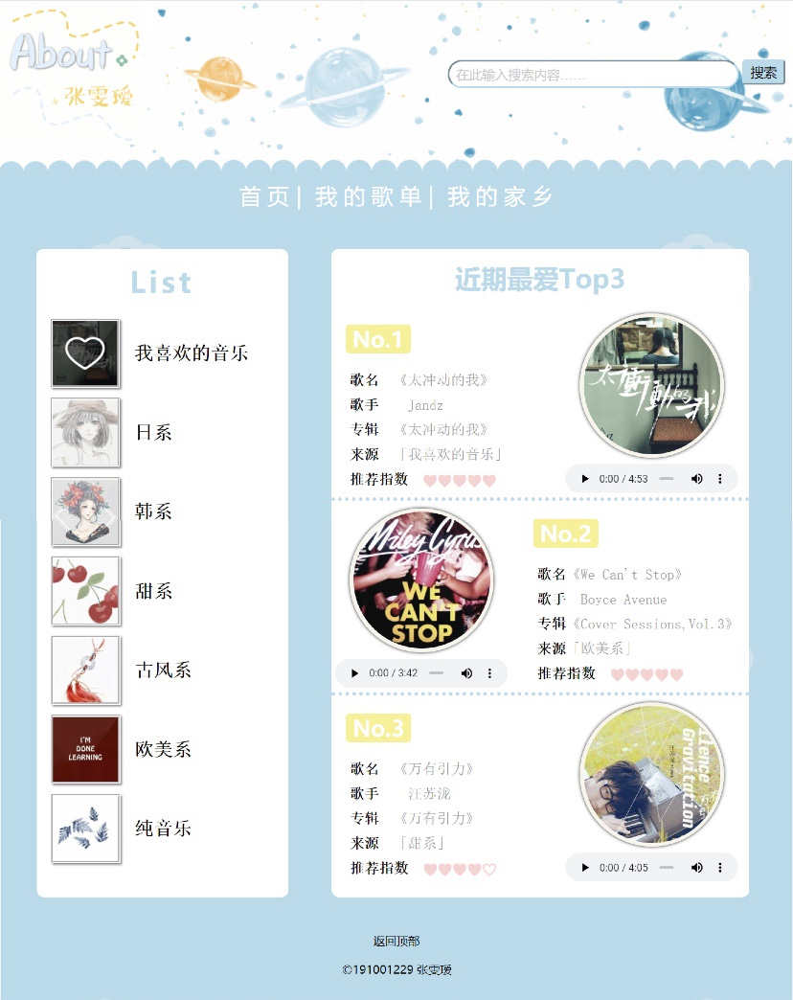 About
张雯瑷
在此输入搜索内容……
搜索
首页| 我的歌单| 我的家乡
List
我喜欢的音乐
日系
韩系
甜系
古风系
I'M
DONE
LEARNING
欧美系
纯音乐
近期最爱Top3
No.1
歌名 《太冲动的我》
歌手 Jandz
专辑 《太冲动的我》
来源 「我喜欢的音乐」
推荐指数
太衝動的我
0:00 / 4:53
Miley Cyrus
WE
CAN'T
STOP
0:00 / 3:42
No.2
歌名《We Can't Stop》
歌手 Boyce Avenue
专辑《Cover Sessions,Vol.3》
来源「欧美系」
推荐指数
No.3
歌名 《万有引力》
歌手 汪苏泷
专辑 《万有引力》
来源 「甜系」
推荐指数
ilence
Gravitation
0:00 / 4:05
返回顶部
©191001229 张雯瑷